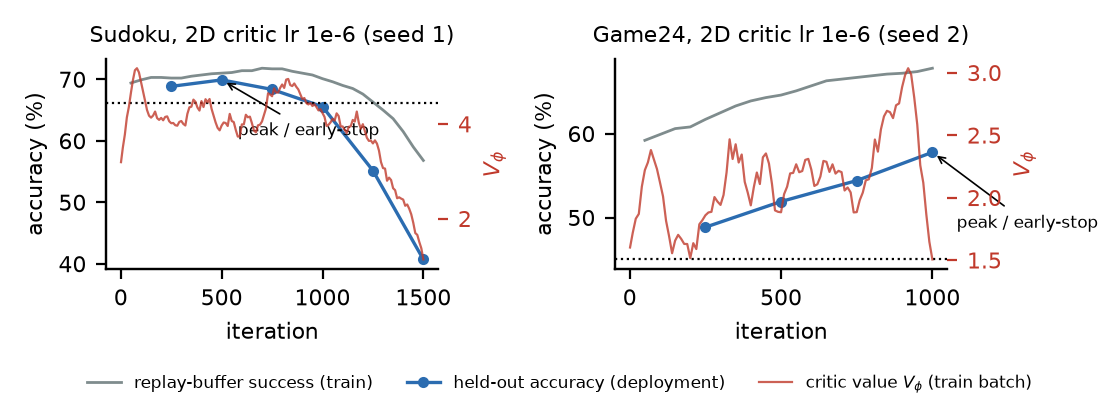 Sudoku, 2D critic lr 1e-6 (seed 1)
accuracy (%)
70
60
50
40
peak / early-stop
4
2
V_ϕ
0
500
1000
1500
iteration
Game24, 2D critic lr 1e-6 (seed 2)
accuracy (%)
60
50
3.0
2.5
2.0
1.5
V_ϕ
peak / early-stop
0
500
1000
iteration
replay-buffer success (train)
held-out accuracy (deployment)
critic value V_ϕ (train batch)